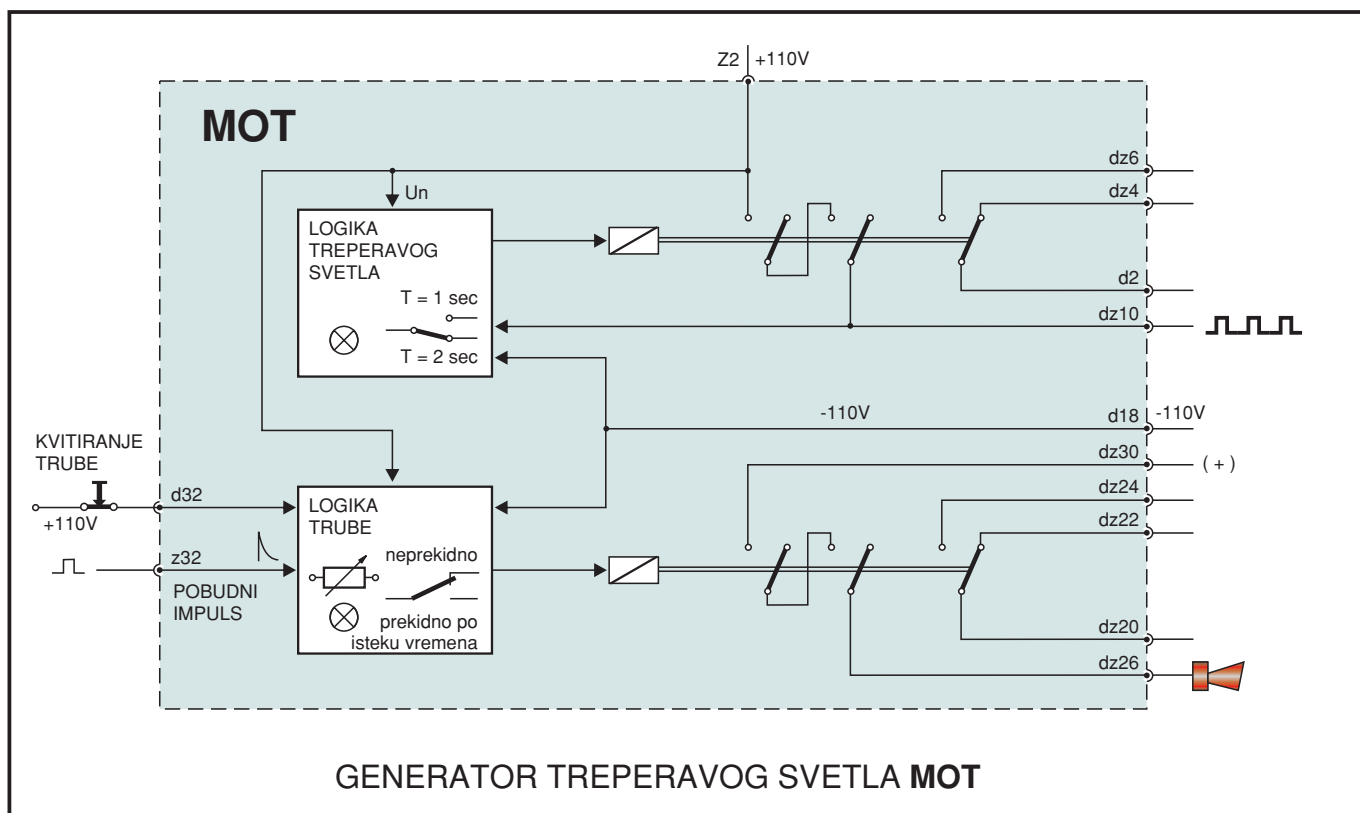 Z2 +110V
MOT
dz6
Un
dz4
LOGIKA
TREPERAVOG
SVETLA
T = 1 sec
d2
dz10
T = 2 sec
-110V
d18 -110V
KVITIRANJE
TRUBE
dz30 ( + )
d32
LOGIKA
TRUBE
dz24
+110V
dz22
z32
neprekidno
POBUDNI
IMPULS
prekidno po
isteku vremena
dz20
dz26
GENERATOR TREPERAVOG SVETLA MOT